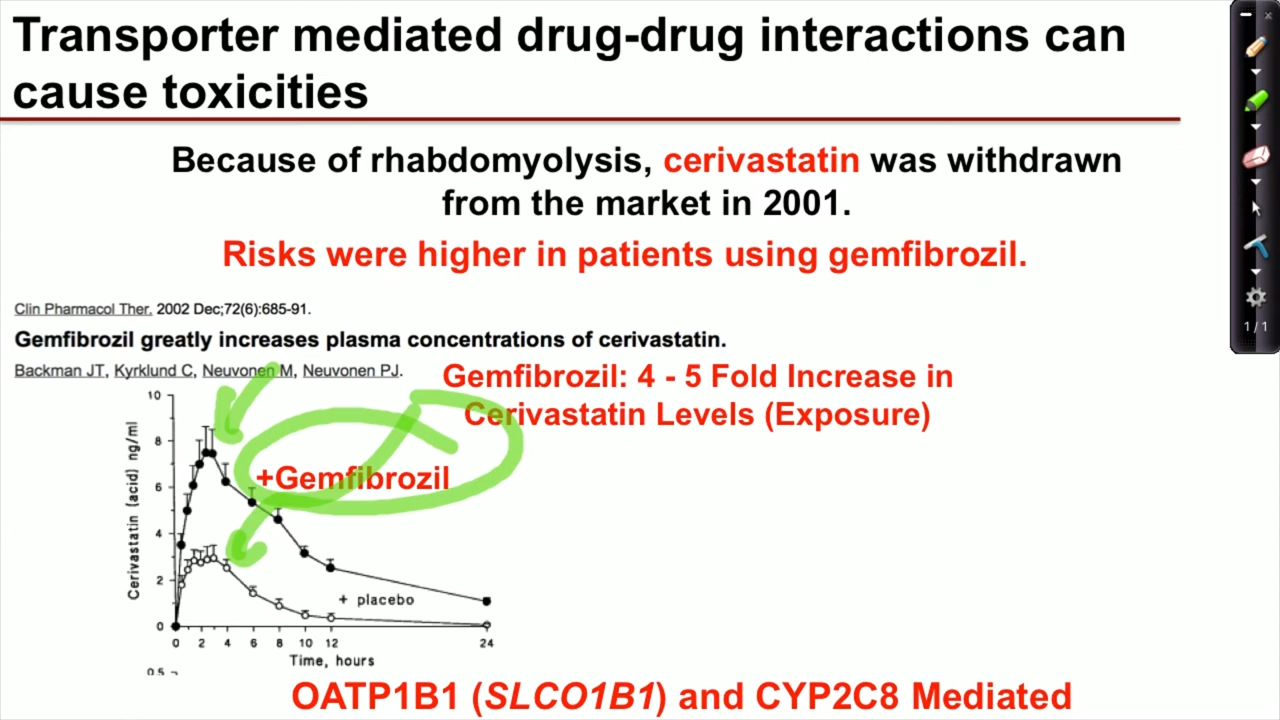 Transporter mediated drug-drug interactions can
cause toxicities
Because of rhabdomyolysis, cerivastatin was withdrawn
from the market in 2001.
Risks were higher in patients using gemfibrozil.
Clin Pharmacol Ther. 2002 Dec;72(6):685-91.
Gemfibrozil greatly increases plasma concentrations of cerivastatin.
Backman JT, Kyrklund C, Neuvonen M, Neuvonen PJ.
Gemfibrozil: 4 - 5 Fold Increase in
Cerivastatin Levels (Exposure)
Cerivastatin (acid) ng/ml
10
8
6
4
2
0
+Gemfibrozil
+ placebo
0 2 4 6 8 10 12 24
Time, hours
0.5
OATP1B1 (SLCO1B1) and CYP2C8 Mediated
1 / 1